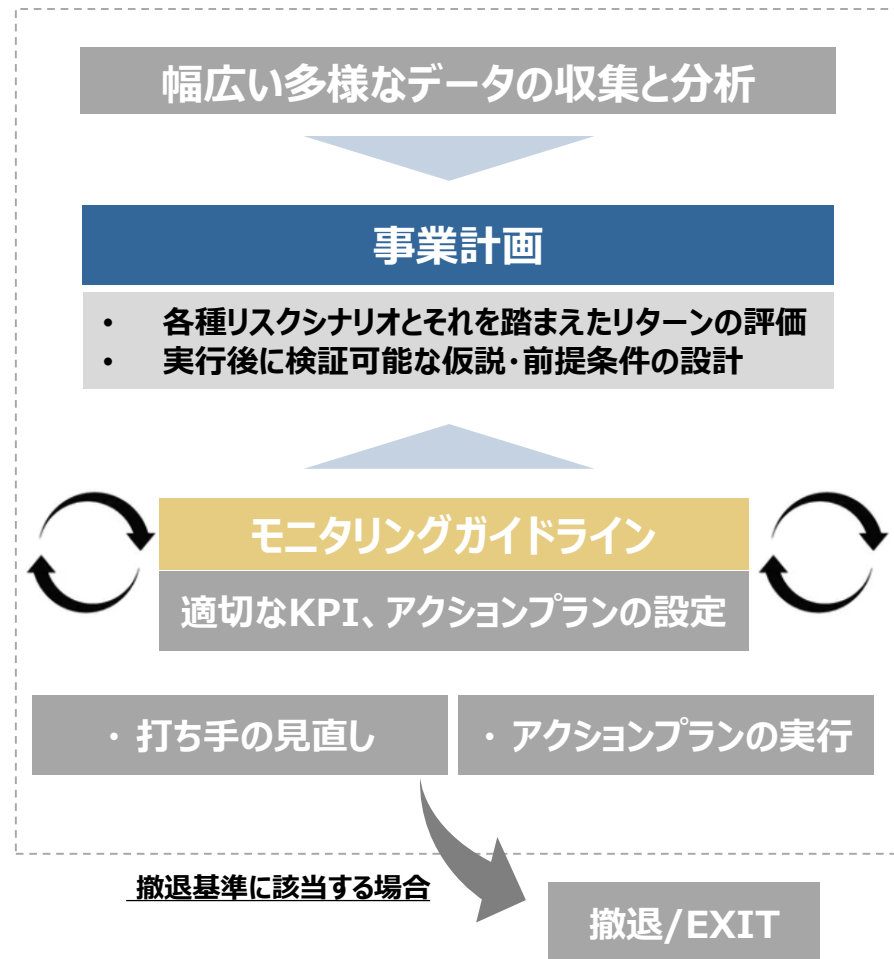 幅広い多様なデータの収集と分析
事業計画
・ 各種リスクシナリオとそれを踏まえたリターンの評価
・ 実行後に検証可能な仮説・前提条件の設計
モニタリングガイドライン
適切なKPI、アクションプランの設定
・打ち手の見直し
・アクションプランの実行
撤退基準に該当する場合
撤退/EXIT